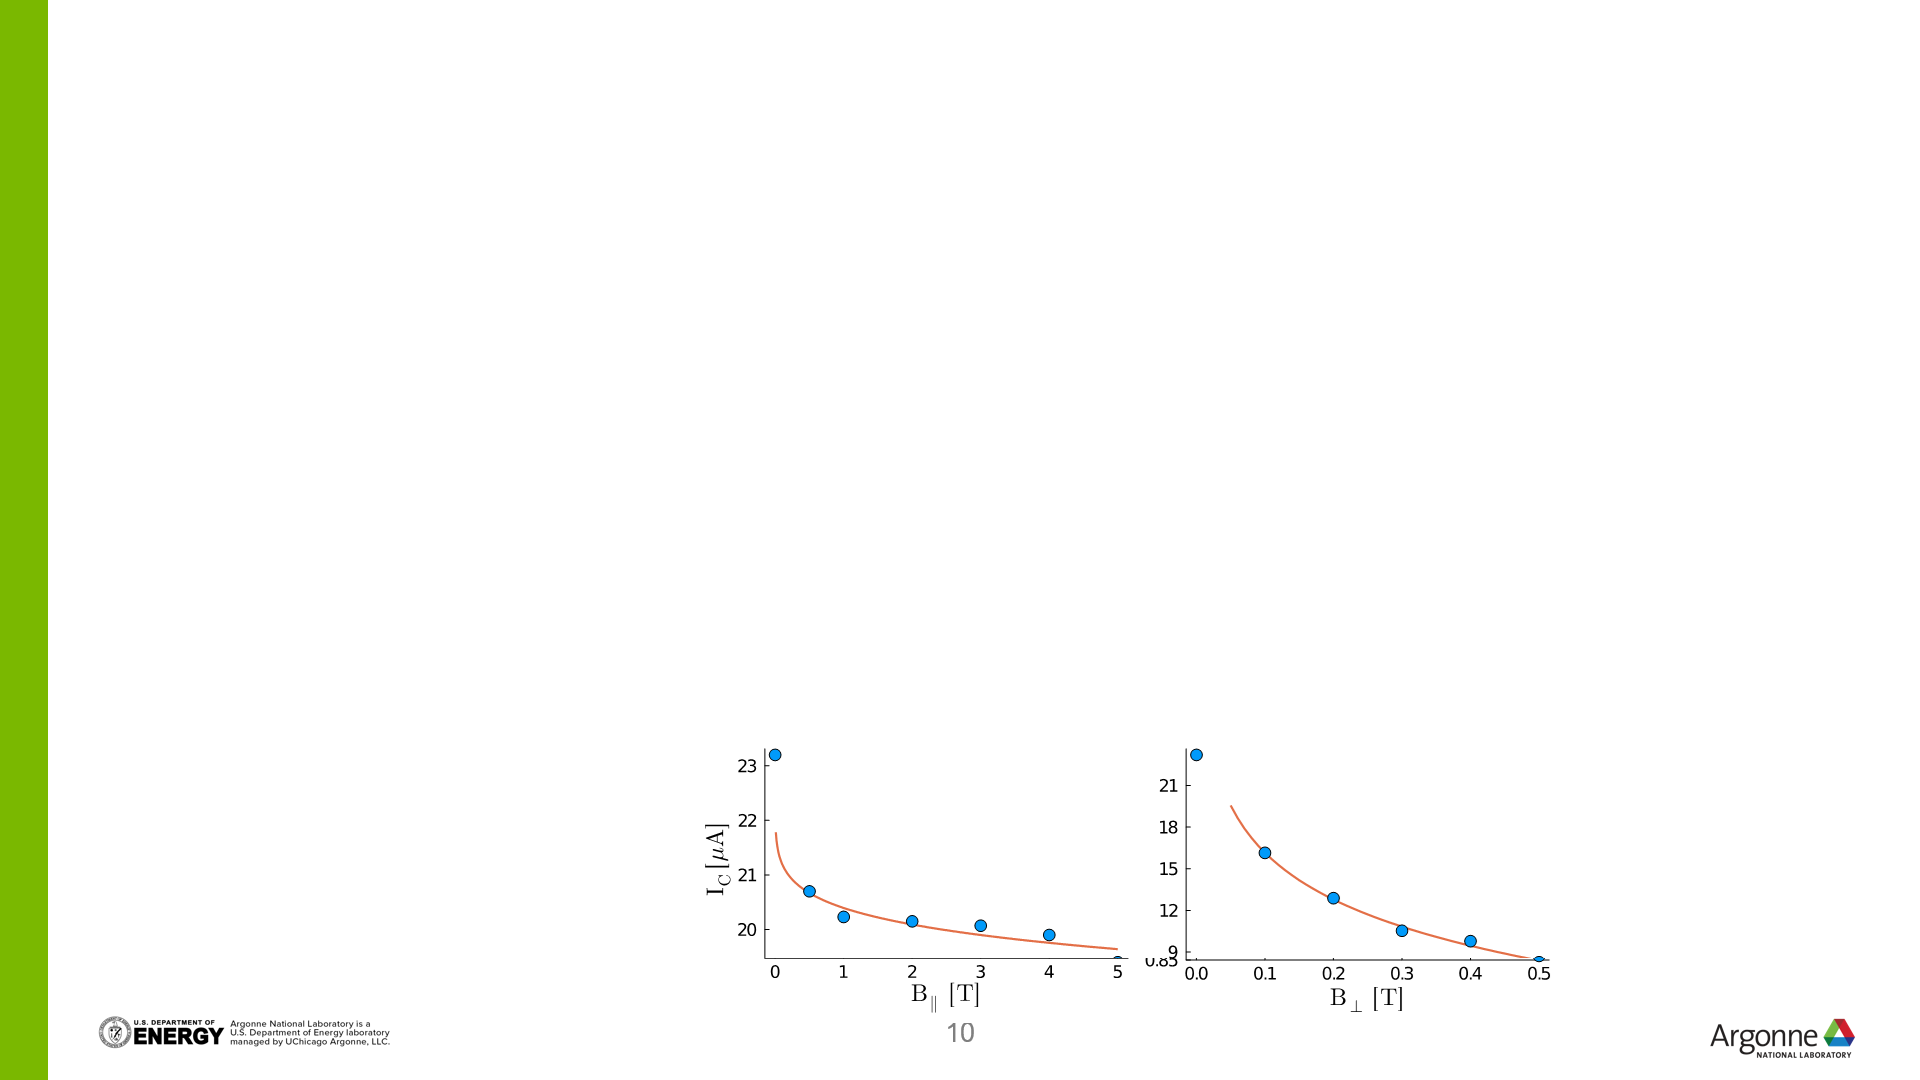 23
22
21
20
I_C [μA]
0 1 2 3 4 5
B_∥ [T]
21
18
15
12
9
0.85
0.0 0.1 0.2 0.3 0.4 0.5
B_⊥ [T]
U.S. DEPARTMENT OF
ENERGY
Argonne National Laboratory is a
U.S. Department of Energy laboratory
managed by UChicago Argonne, LLC.
10
Argonne
NATIONAL LABORATORY